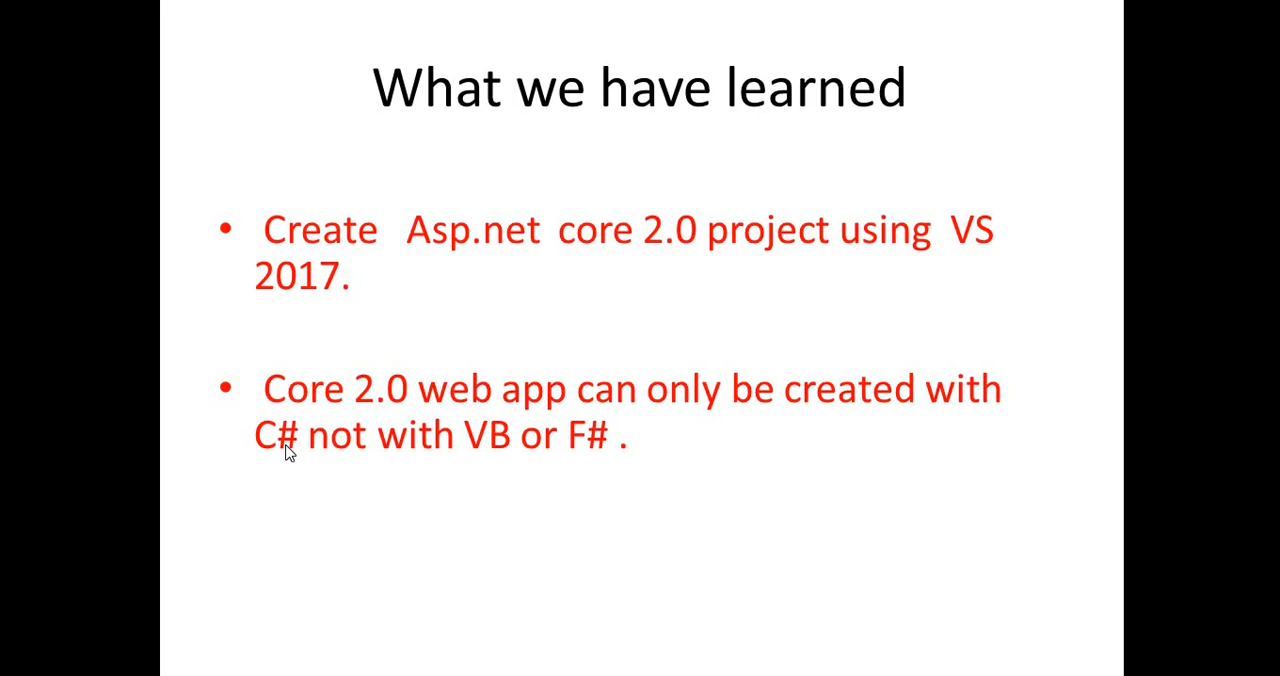 What we have learned
• Create Asp.net core 2.0 project using VS
2017.
• Core 2.0 web app can only be created with
C# not with VB or F# .